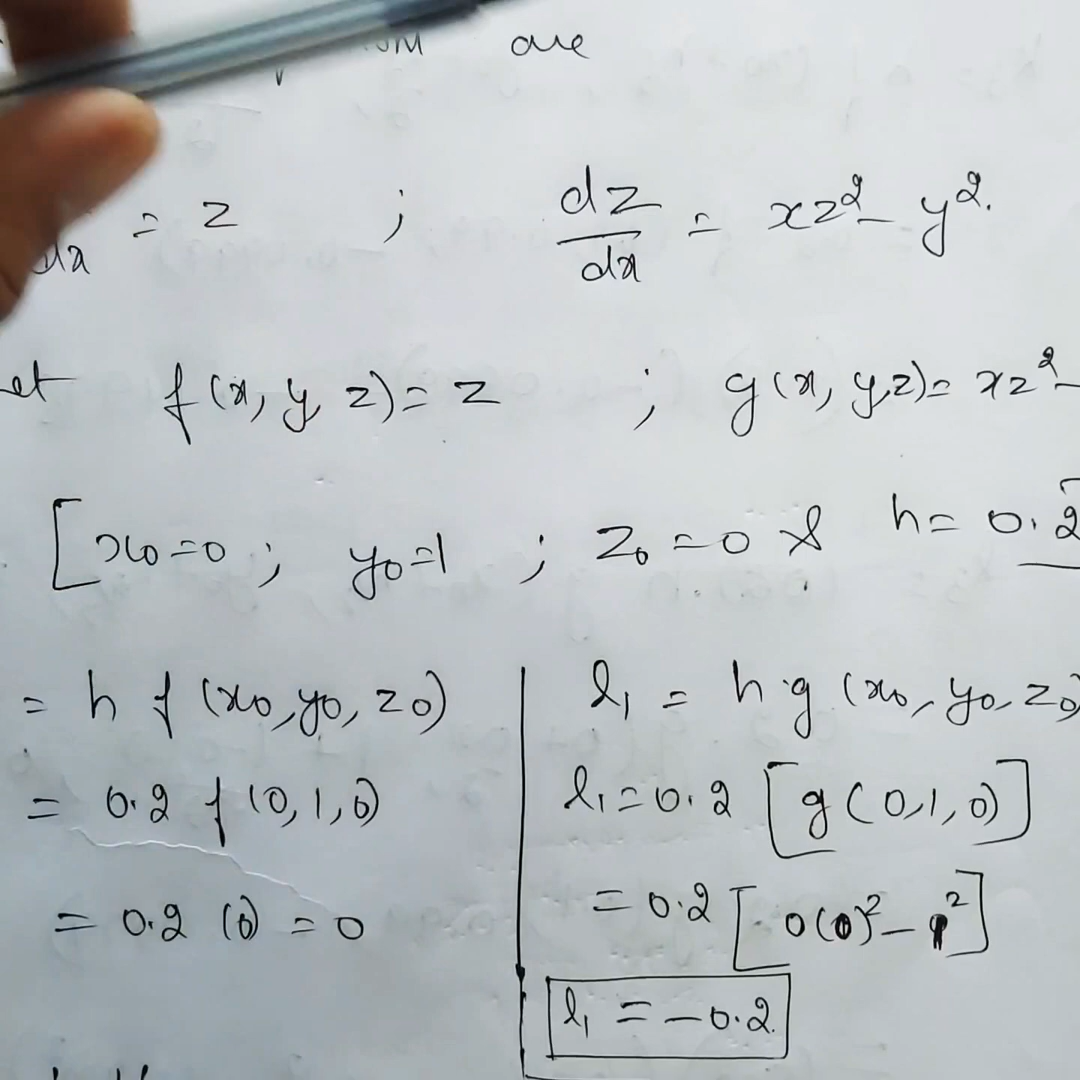 are
dx = z ; dz/dx = xz² - y².
et f(x, y, z) = z ; g(x, y, z) = xz² -
[x₀ = 0 ; y₀ = 1 ; z₀ = 0 & h = 0.2]
= h f (x₀, y₀, z₀)
= 0.2 f (0, 1, 0)
= 0.2 (0) = 0
l₁ = h·g (x₀, y₀, z₀)
l₁ = 0.2 [g(0,1,0)]
= 0.2 [0(0)² - 1²]
l₁ = -0.2